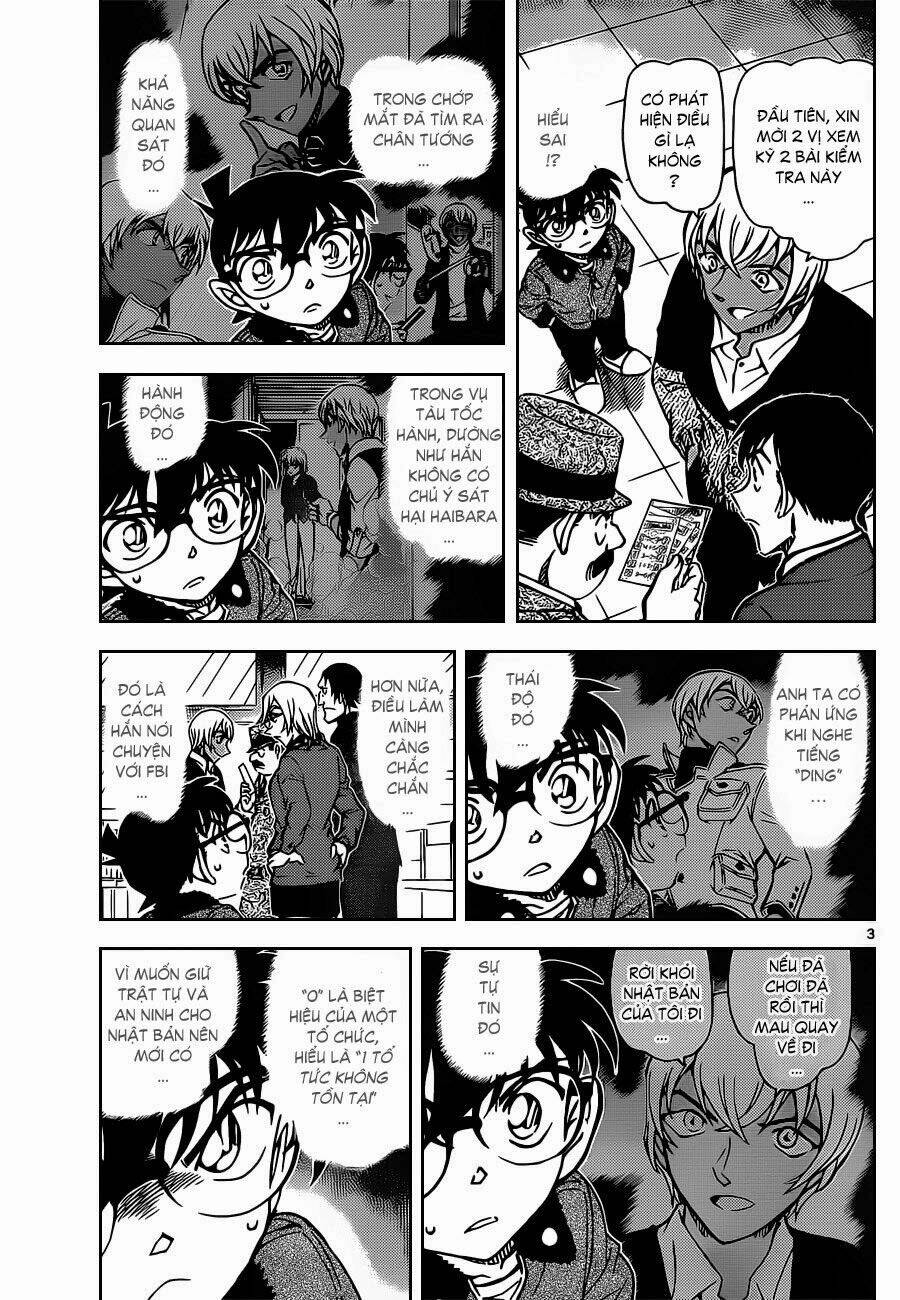 ĐẦU TIÊN, XIN
MỜI 2 VỊ XEM
KỸ 2 BÀI KIỂM
TRA NÀY
...
CÓ PHÁT
HIỆN ĐIỀU
GÌ LẠ
KHÔNG
?
HIỂU
SAI
!?
TRONG CHỚP
MẮT ĐÃ TÌM RA
CHÂN TƯỚNG
...
KHẢ
NĂNG
QUAN
SÁT
ĐÓ
...
TRONG VỤ
TÀU TỐC
HÀNH, DƯỜNG
NHƯ HẮN
KHÔNG CÓ
CHỦ Ý SÁT
HẠI HAIBARA
...
HÀNH
ĐỘNG
ĐÓ
...
ANH TA CÓ
PHẢN ỨNG
KHI NGHE
TIẾNG
"DING"
...
THÁI
ĐỘ
ĐÓ
...
HƠN NỮA,
ĐIỀU LÀM
MÌNH
CÀNG
CHẮC
CHẮN
...
ĐÓ LÀ
CÁCH
HẮN NÓI
CHUYỆN
VỚI FBI
...
3
NẾU ĐÃ
CHƠI ĐÃ
RỒI THÌ
MAU QUAY
VỀ ĐI
...
RỜI KHỎI
NHẬT BẢN
CỦA TÔI ĐI
...
SỰ
TỰ
TIN
ĐÓ
...
"0" LÀ BIỆT
HIỆU CỦA MỘT
TỔ CHỨC,
HIỂU LÀ "1 TỔ
TỨC KHÔNG
TỒN TẠI"
...
VÌ MUỐN GIỮ
TRẬT TỰ VÀ
AN NINH CHO
NHẬT BẢN NÊN
MỚI CÓ
...